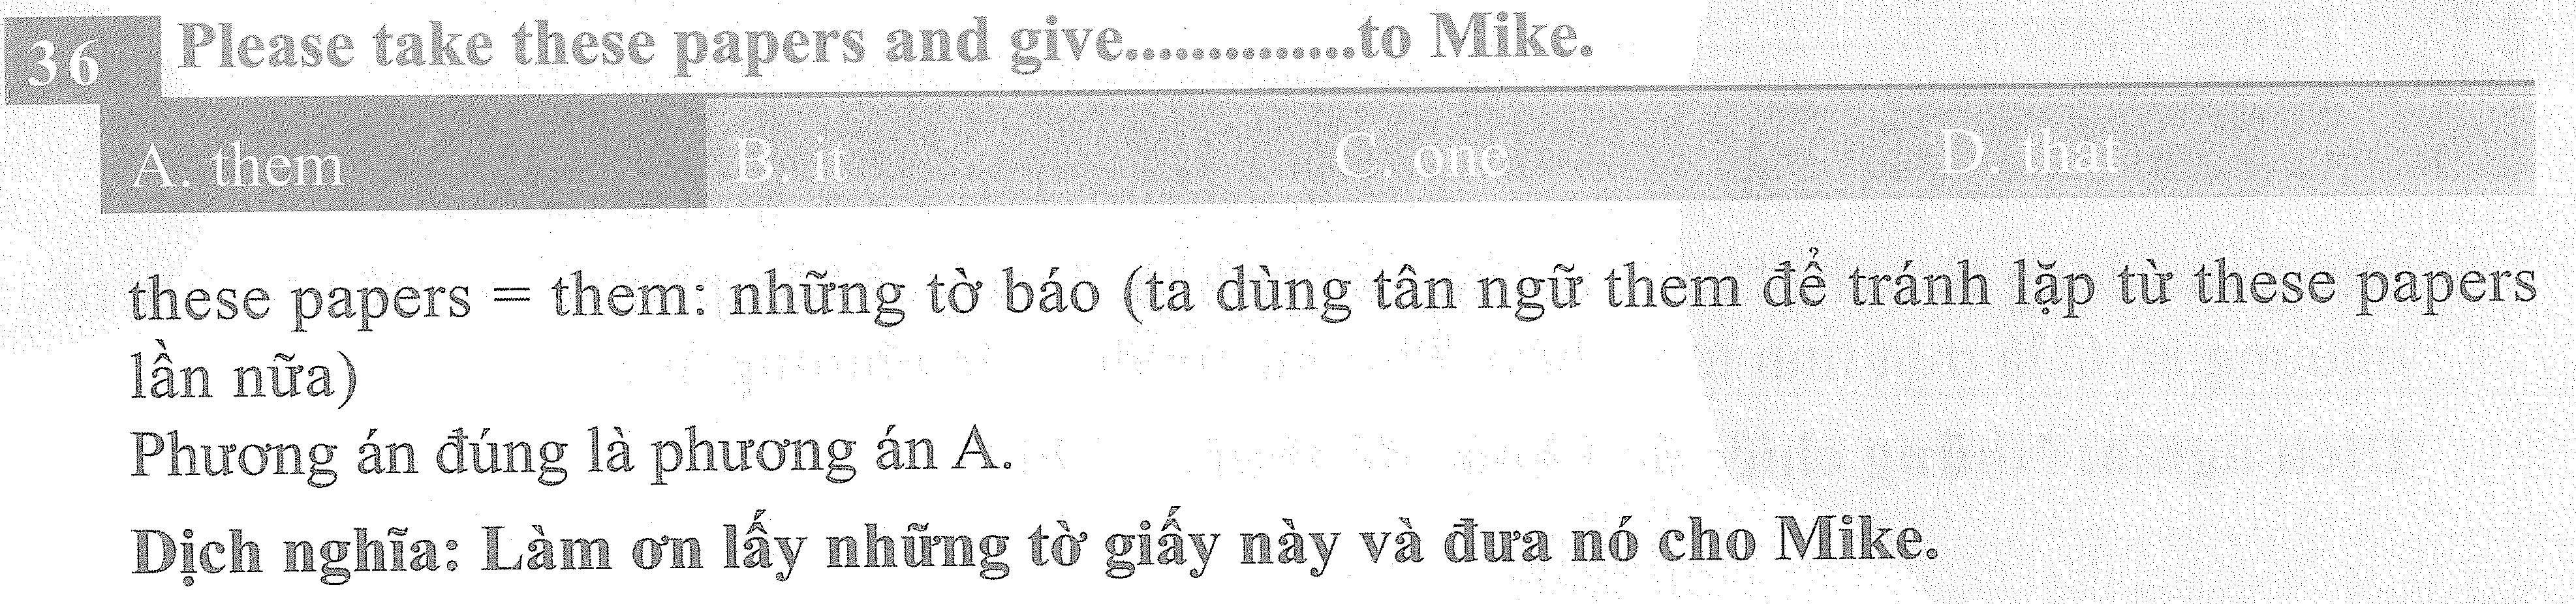 36 Please take these papers and give..............to Mike.
A. them B. it C. one D. that
these papers = them: những tờ báo (ta dùng tân ngữ them để tránh lặp từ these papers
lần nữa)
Phương án đúng là phương án A.
Dịch nghĩa: Làm ơn lấy những tờ giấy này và đưa nó cho Mike.